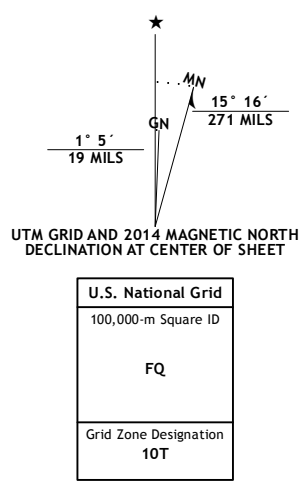 MN
GN
15° 16´
271 MILS
1° 5´
19 MILS
UTM GRID AND 2014 MAGNETIC NORTH
DECLINATION AT CENTER OF SHEET
U.S. National Grid
100,000-m Square ID
FQ
Grid Zone Designation
10T